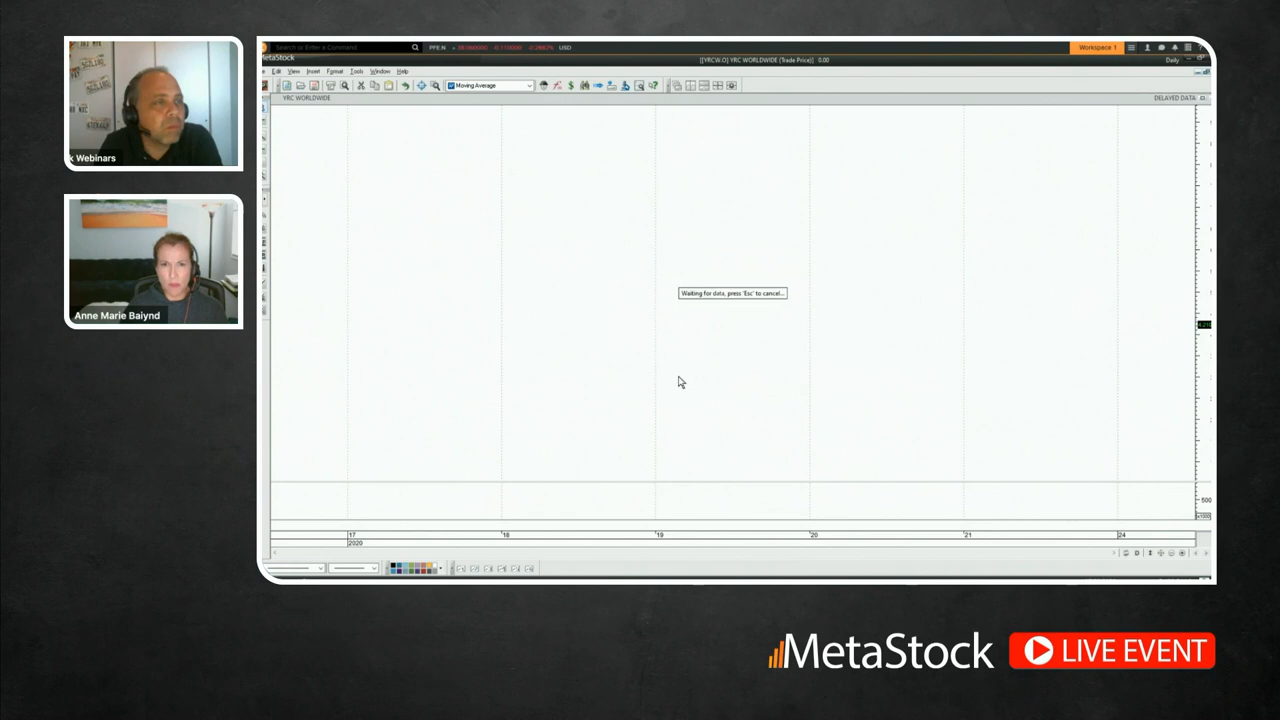 Search or Enter a Command
PPE.N
USD
Workspace 1
MetaStock
[[YRCW.O] YRC WORLDWIDE (Trade Price)] 0.00
Daily
Edit View Insert Format Tools Window Help
Moving Average
YRC WORLDWIDE
DELAYED DATA
k Webinars
Waiting for data, press 'Esc' to cancel...
Anne Marie Baiynd
500
17 18 19 20 21 24
2020
MetaStock
LIVE EVENT